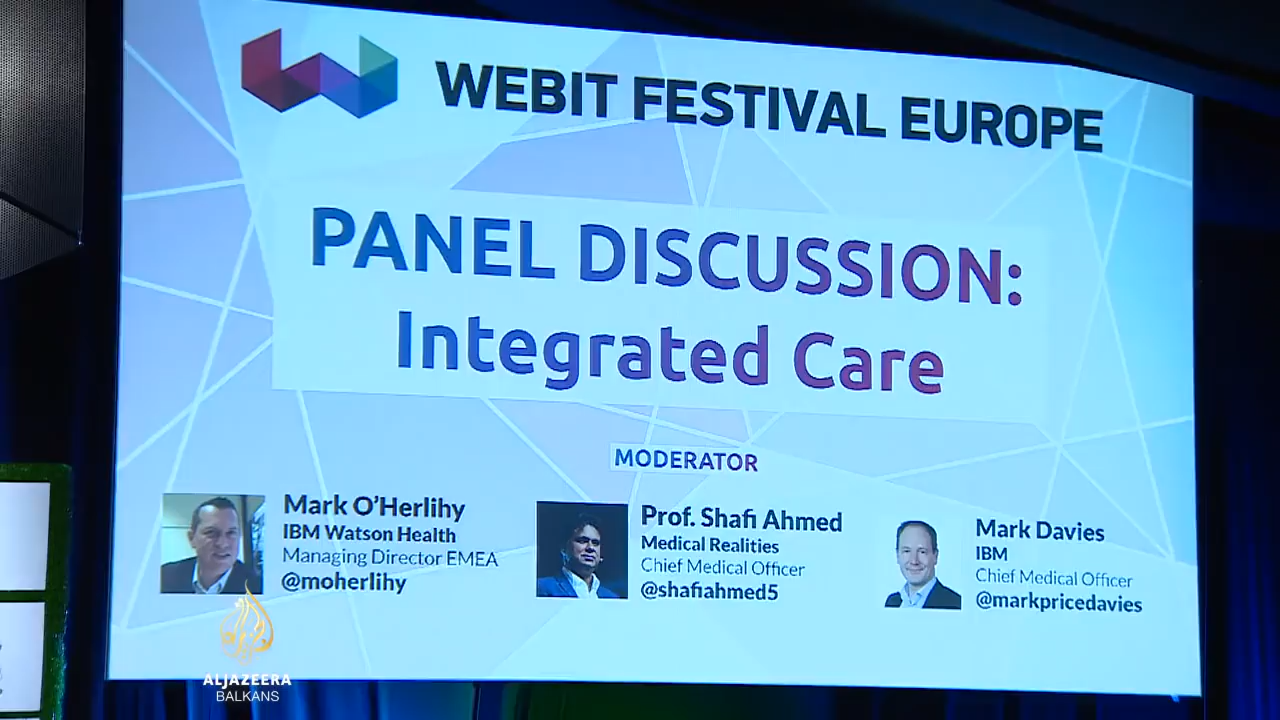 WEBIT FESTIVAL EUROPE
PANEL DISCUSSION:
Integrated Care
MODERATOR
Mark O'Herlihy
IBM Watson Health
Managing Director EMEA
@moherlihy
Prof. Shafi Ahmed
Medical Realities
Chief Medical Officer
@shafiahmed5
Mark Davies
IBM
Chief Medical Officer
@markpricedavies
ALJAZEERA
BALKANS